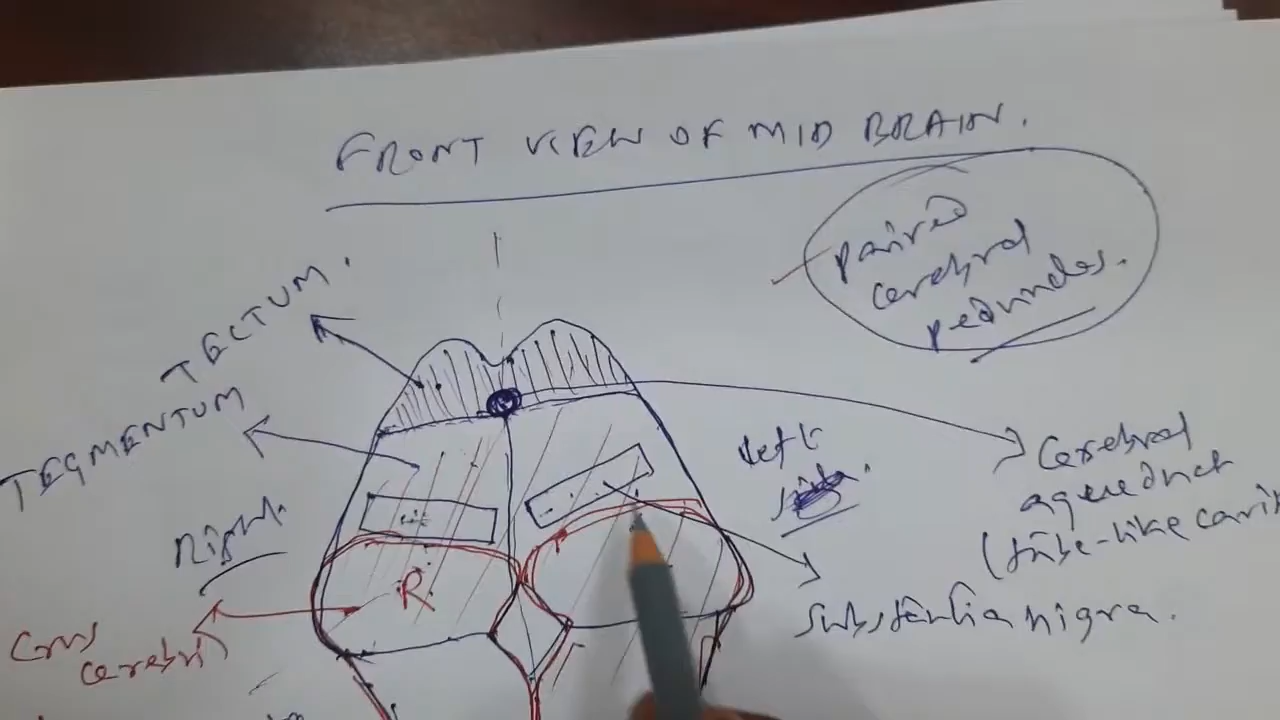 FRONT VIEW OF MID BRAIN.
paired
cerebral
peduncles.
TECTUM.
TEGMENTUM
Right.
left
Cerebral
aqueduct
(tube-like cavi
Substantia nigra.
R
Crus
cerebri